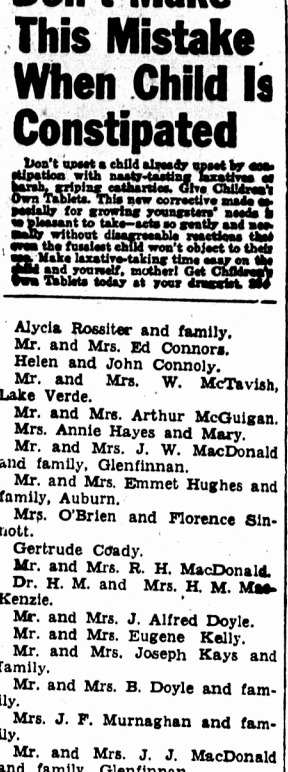 Don't Make
This Mistake
When Child Is
Constipated
Don't upset a child already upset by con-
stipation with nasty-tasting laxatives or
harsh, griping cathartics. Give Children's
Own Tablets. This new corrective made es-
pecially for growing youngsters' needs is
so pleasant to take—acts so gently and nor-
mally without disagreeable reactions that
even the fussiest child won't object to their
use. Make laxative-taking time easy on the
child and yourself, mother! Get Children's
Own Tablets today at your druggist.
Alycia Rossiter and family.
Mr. and Mrs. Ed Connors.
Helen and John Connoly.
Mr. and Mrs. W. McTavish,
Lake Verde.
Mr. and Mrs. Arthur McGuigan.
Mrs. Annie Hayes and Mary.
Mr. and Mrs. J. W. MacDonald
and family, Glenfinnan.
Mr. and Mrs. Emmet Hughes and
family, Auburn.
Mrs. O'Brien and Florence Sin-
nott.
Gertrude Coady.
Mr. and Mrs. R. H. MacDonald.
Dr. H. M. and Mrs. H. M. Mac-
Kenzie.
Mr. and Mrs. J. Alfred Doyle.
Mr. and Mrs. Eugene Kelly.
Mr. and Mrs. Joseph Kays and
family.
Mr. and Mrs. B. Doyle and fam-
ily.
Mrs. J. F. Murnaghan and fam-
ily.
Mr. and Mrs. J. J. MacDonald
and family, Glenfinnan.